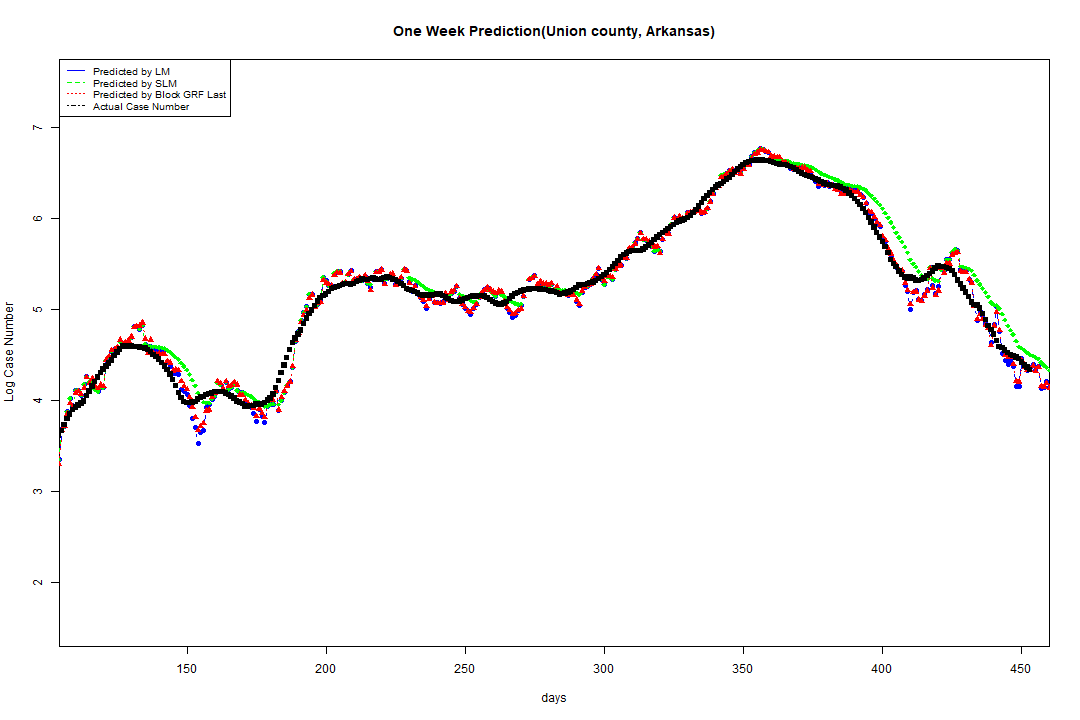 One Week Prediction(Union county, Arkansas)
Predicted by LM
Predicted by SLM
Predicted by Block GRF Last
Actual Case Number
7
6
5
4
3
2
Log Case Number
150 200 250 300 350 400 450
days